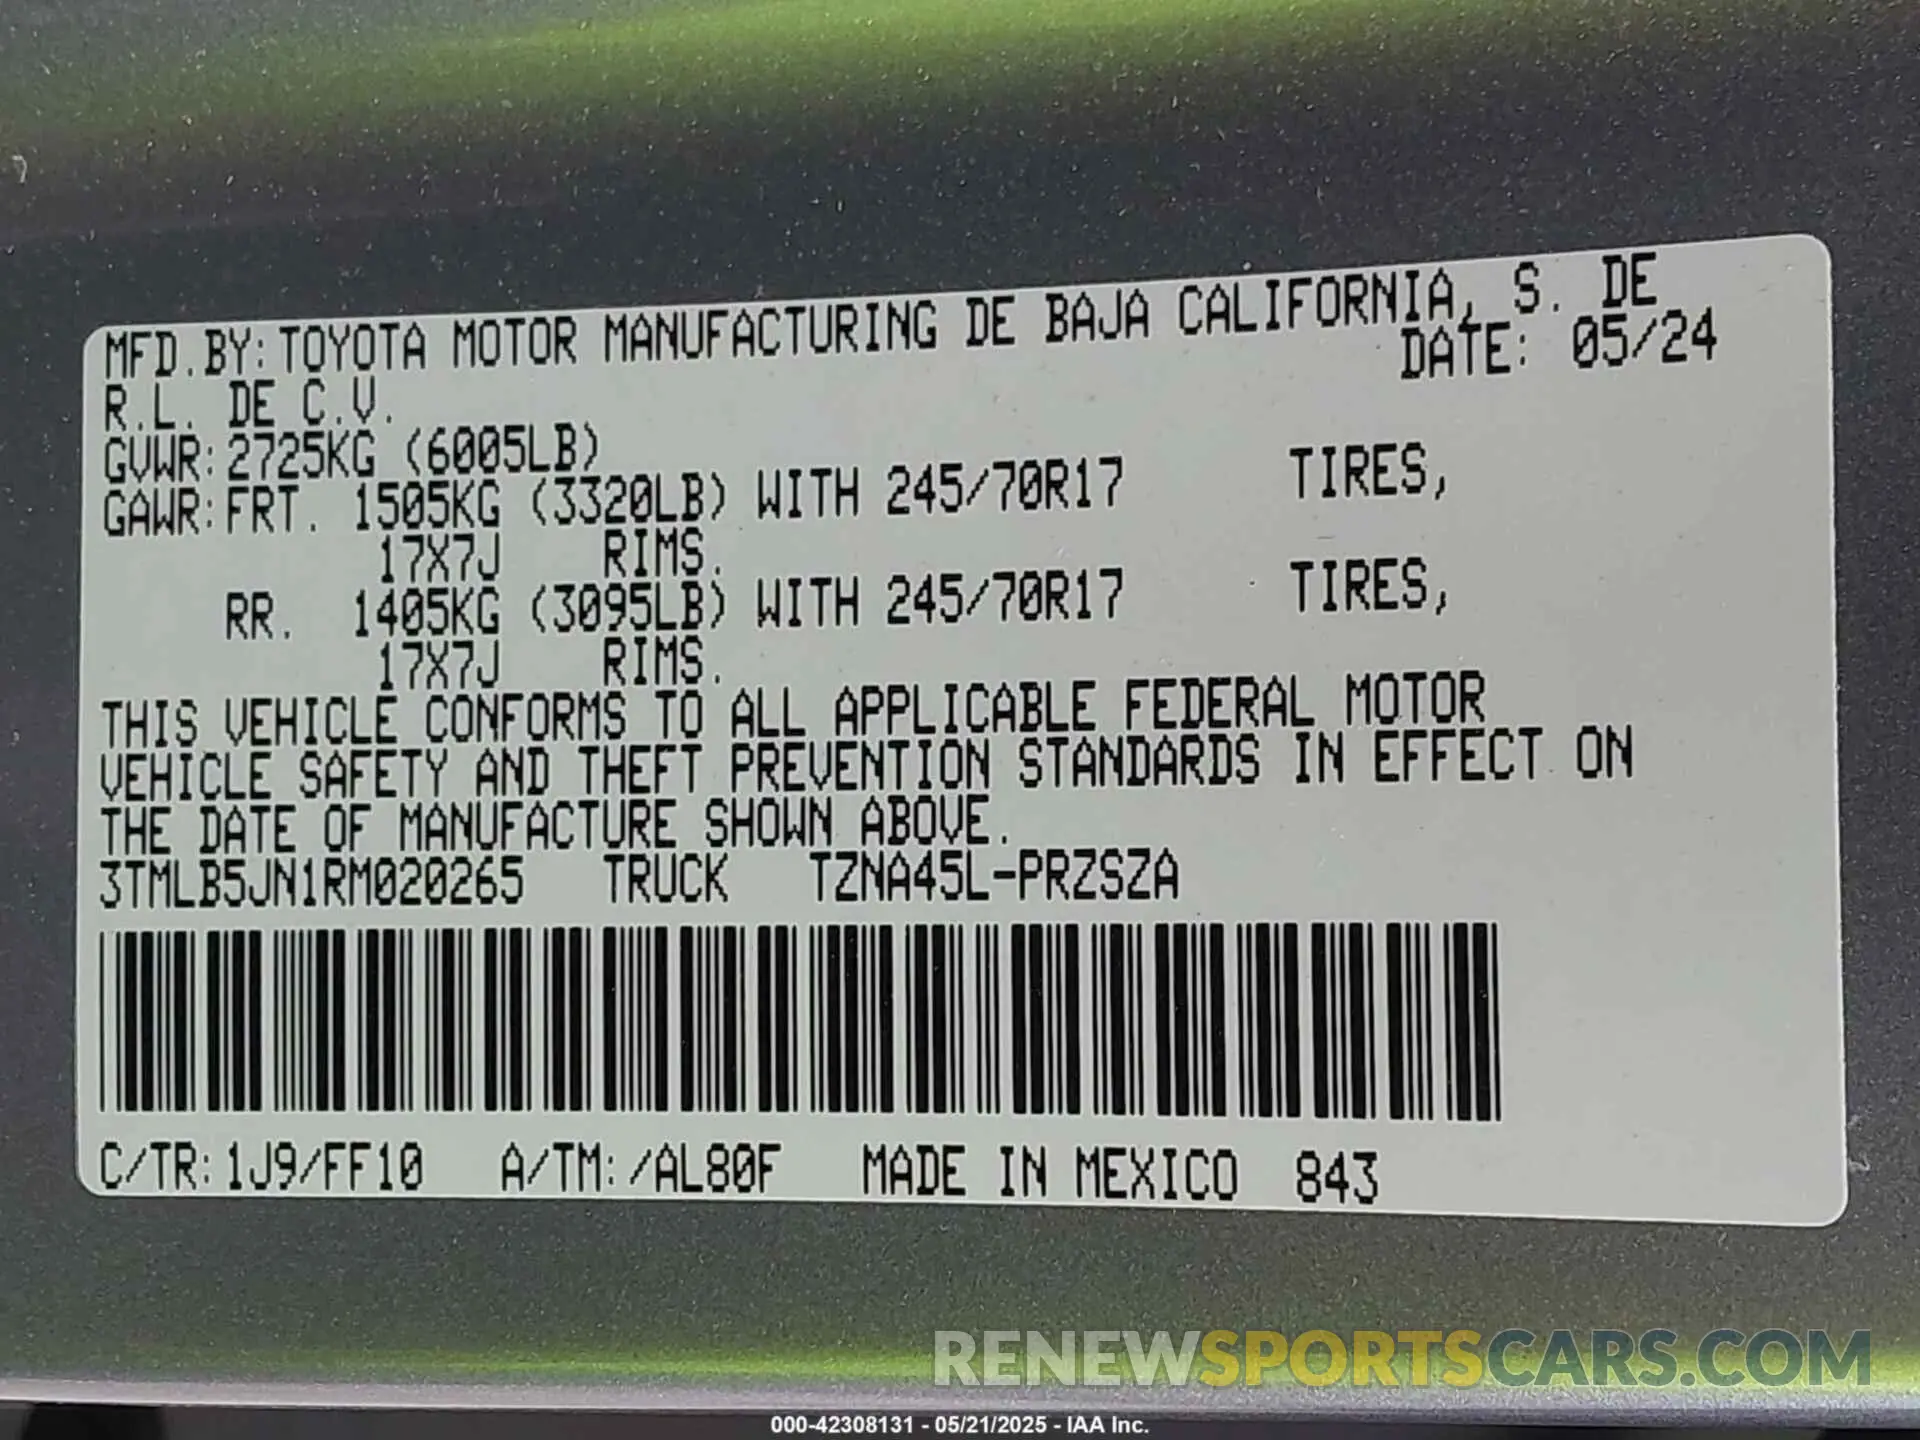 MFD.BY:TOYOTA MOTOR MANUFACTURING DE BAJA CALIFORNIA, S. DE
R.L. DE C.V. DATE: 05/24
GVWR:2725KG (6005LB)
GAWR:FRT. 1505KG (3320LB) WITH 245/70R17 TIRES,
17X7J RIMS.
RR. 1405KG (3095LB) WITH 245/70R17 TIRES,
17X7J RIMS.
THIS VEHICLE CONFORMS TO ALL APPLICABLE FEDERAL MOTOR
VEHICLE SAFETY AND THEFT PREVENTION STANDARDS IN EFFECT ON
THE DATE OF MANUFACTURE SHOWN ABOVE.
3TMLB5JN1RM020265 TRUCK TZNA45L-PRZSZA
C/TR:1J9/FF10 A/TM:/AL80F MADE IN MEXICO 843
RENEWSPORTSCARS.COM
000-42308131 - 05/21/2025 - IAA Inc.